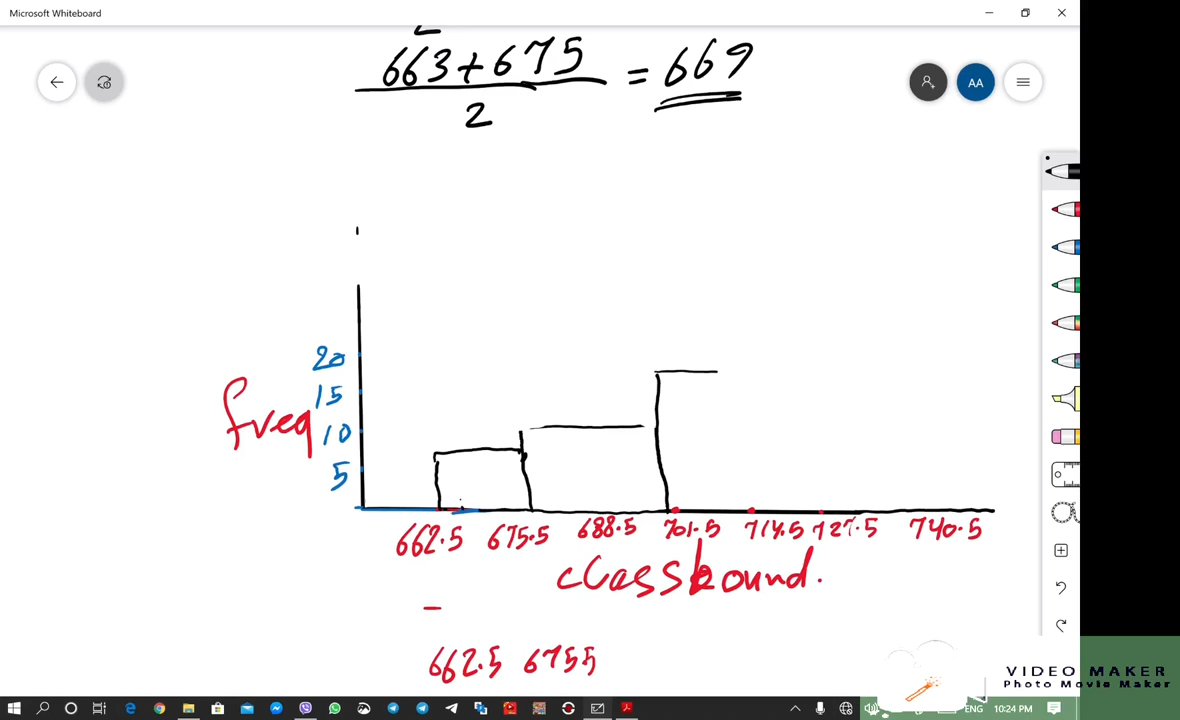 Microsoft Whiteboard
2
663+675
2
= 669
AA
20
15
freq
10
5
662.5 675.5 688.5 701.5 714.5 727.5 740.5
classbound.
662.5 6755
VIDEO MAKER
Photo Movie Maker
ENG 10:24 PM